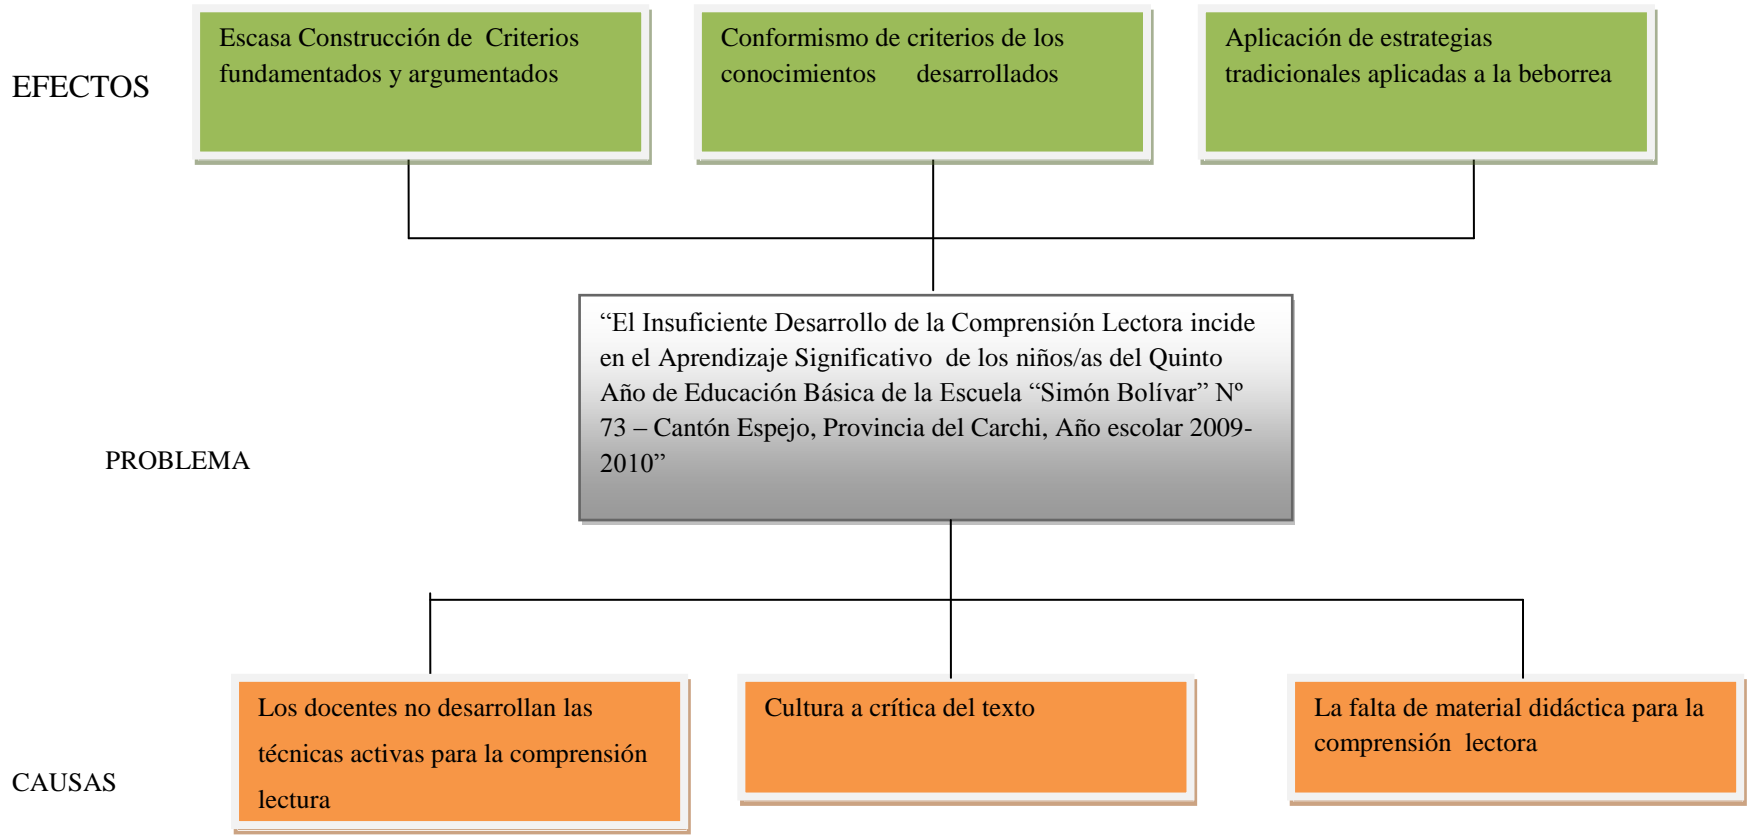 Escasa Construcción de Criterios
fundamentados y argumentados
Conformismo de criterios de los
conocimientos desarrollados
Aplicación de estrategias
tradicionales aplicadas a la beborrea
EFECTOS
“El Insuficiente Desarrollo de la Comprensión Lectora incide
en el Aprendizaje Significativo de los niños/as del Quinto
Año de Educación Básica de la Escuela “Simón Bolívar” Nº
73 – Cantón Espejo, Provincia del Carchi, Año escolar 2009-
2010”
PROBLEMA
Los docentes no desarrollan las
técnicas activas para la comprensión
lectura
Cultura a crítica del texto
La falta de material didáctica para la
comprensión lectora
CAUSAS